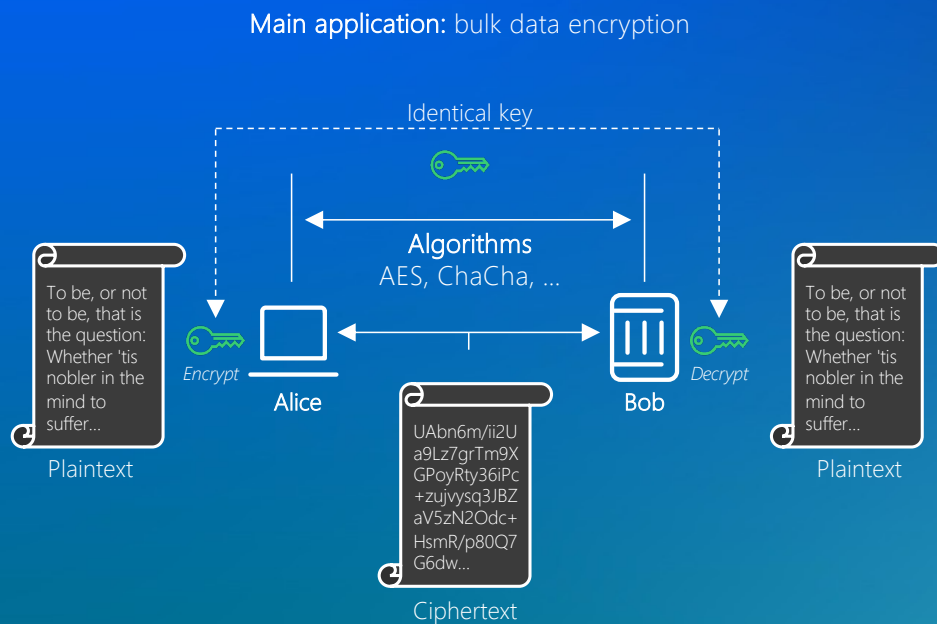 Main application: bulk data encryption
Identical key
Algorithms
AES, ChaCha, ...
To be, or not
to be, that is
the question:
Whether 'tis
nobler in the
mind to
suffer...
Plaintext
Encrypt
Alice
UAbn6m/ii2U
a9Lz7grTm9X
GPoyRty36iPc
+zujvysq3JBZ
aV5zN2Odc+
HsmR/p80Q7
G6dw...
Ciphertext
Bob
Decrypt
To be, or not
to be, that is
the question:
Whether 'tis
nobler in the
mind to
suffer...
Plaintext